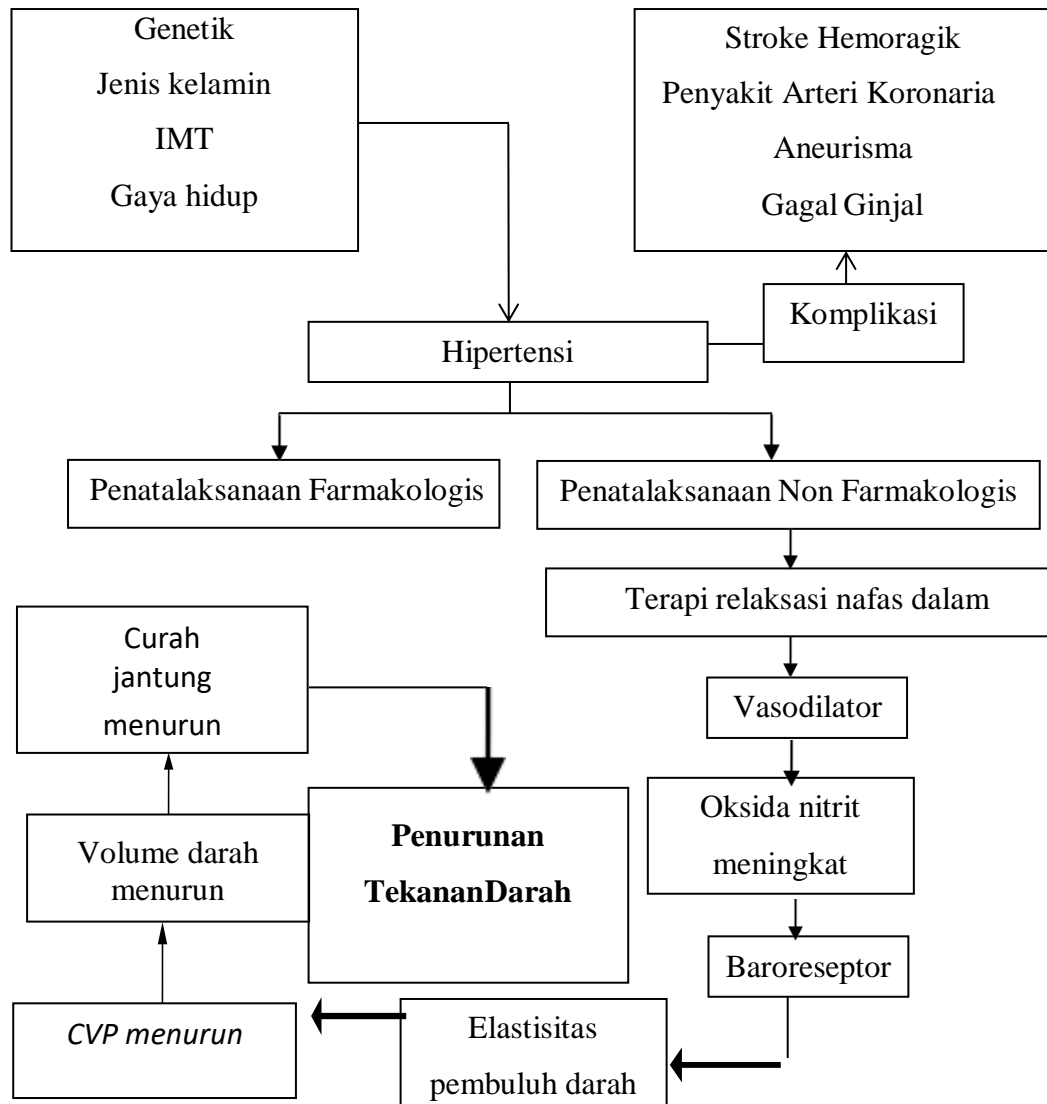 Genetik
Jenis kelamin
IMT
Gaya hidup
Stroke Hemoragik
Penyakit Arteri Koronaria
Aneurisma
Gagal Ginjal
Komplikasi
Hipertensi
Penatalaksanaan Farmakologis
Penatalaksanaan Non Farmakologis
Terapi relaksasi nafas dalam
Vasodilator
Oksida nitrit
meningkat
Baroreseptor
Elastisitas
pembuluh darah
CVP menurun
Volume darah
menurun
Curah
jantung
menurun
Penurunan
TekananDarah